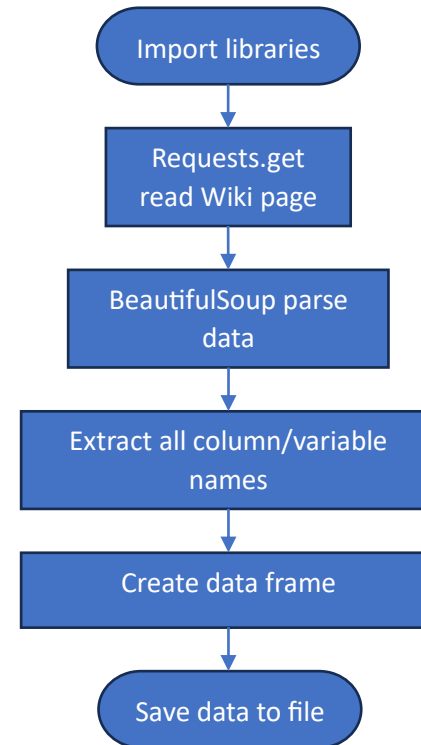 Import libraries
Requests.get
read Wiki page
BeautifulSoup parse
data
Extract all column/variable
names
Create data frame
Save data to file